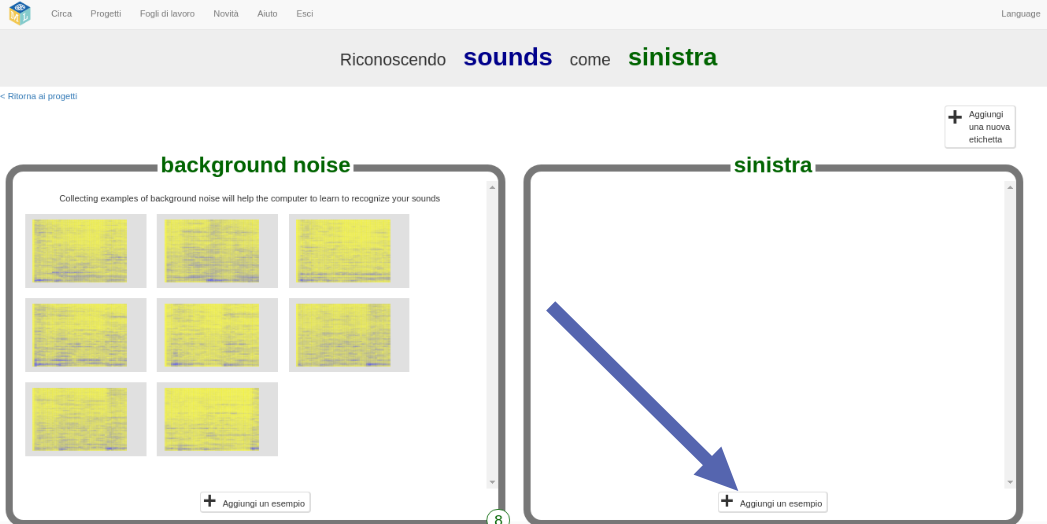 Circa Progetti Fogli di lavoro Novità Aiuto Esci Language
Riconoscendo sounds come sinistra
< Ritorna ai progetti
Aggiungi
una nuova
etichetta
background noise
Collecting examples of background noise will help the computer to learn to recognize your sounds
Aggiungi un esempio
8
sinistra
Aggiungi un esempio